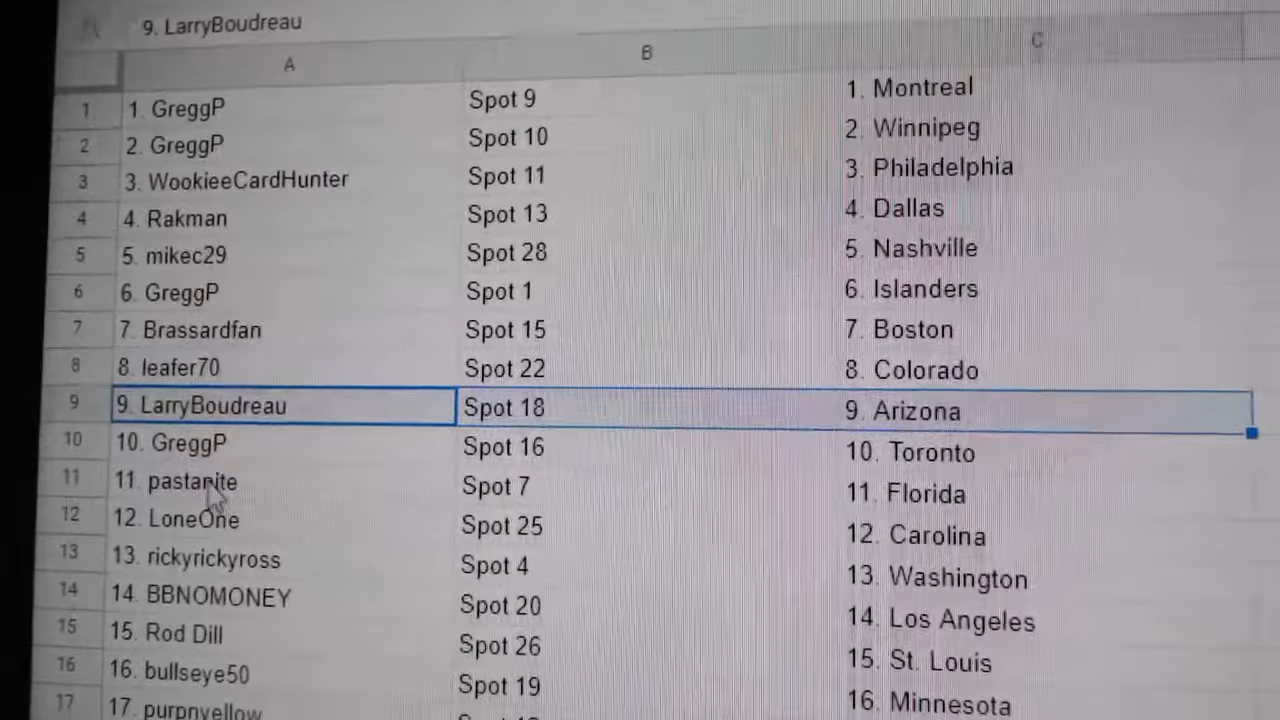 9. LarryBoudreau
A B C
1 1. GreggP Spot 9 1. Montreal
2 2. GreggP Spot 10 2. Winnipeg
3 3. WookieeCardHunter Spot 11 3. Philadelphia
4 4. Rakman Spot 13 4. Dallas
5 5. mikec29 Spot 28 5. Nashville
6 6. GreggP Spot 1 6. Islanders
7 7. Brassardfan Spot 15 7. Boston
8 8. leafer70 Spot 22 8. Colorado
9 9. LarryBoudreau Spot 18 9. Arizona
10 10. GreggP Spot 16 10. Toronto
11 11. pastanite Spot 7 11. Florida
12 12. LoneOne Spot 25 12. Carolina
13 13. rickyrickyross Spot 4 13. Washington
14 14. BBNOMONEY Spot 20 14. Los Angeles
15 15. Rod Dill Spot 26 15. St. Louis
16 16. bullseye50 Spot 19 16. Minnesota
17 17. purpnyellow